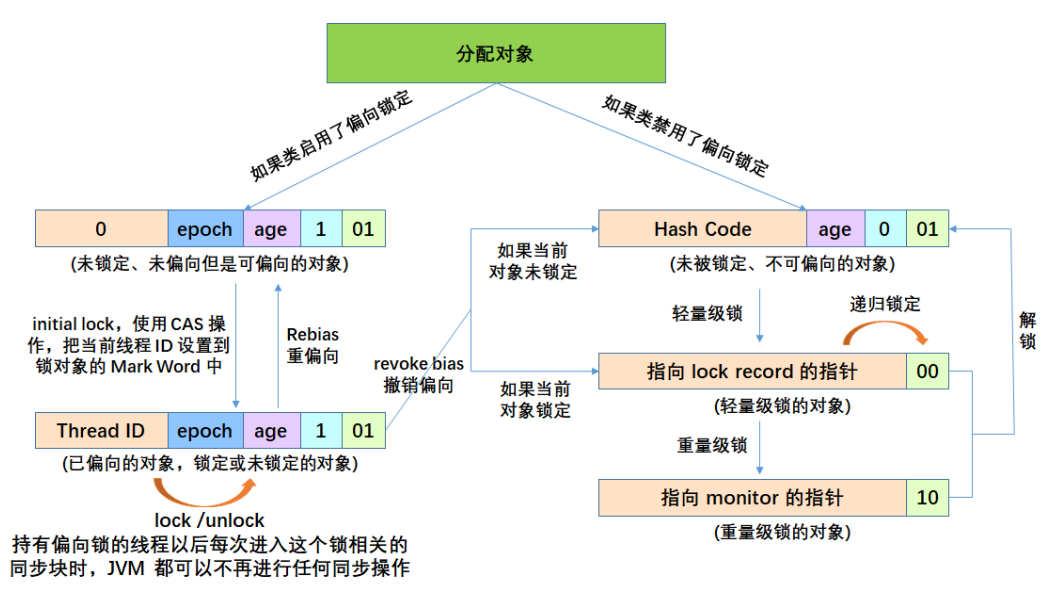 分配对象
如果类启用了偏向锁定
如果类禁用了偏向锁定
0 epoch age 1 01
(未锁定、未偏向但是可偏向的对象)
initial lock，使用 CAS 操
作，把当前线程 ID 设置到
锁对象的 Mark Word 中
Rebias
重偏向
Thread ID epoch age 1 01
(已偏向的对象，锁定或未锁定的对象)
lock /unlock
持有偏向锁的线程以后每次进入这个锁相关的
同步块时，JVM 都可以不再进行任何同步操作
revoke bias
撤销偏向
如果当前
对象未锁定
如果当前
对象锁定
Hash Code age 0 01
(未被锁定、不可偏向的对象)
轻量级锁
递归锁定
指向 lock record 的指针 00
(轻量级锁的对象)
重量级锁
指向 monitor 的指针 10
(重量级锁的对象)
解
锁